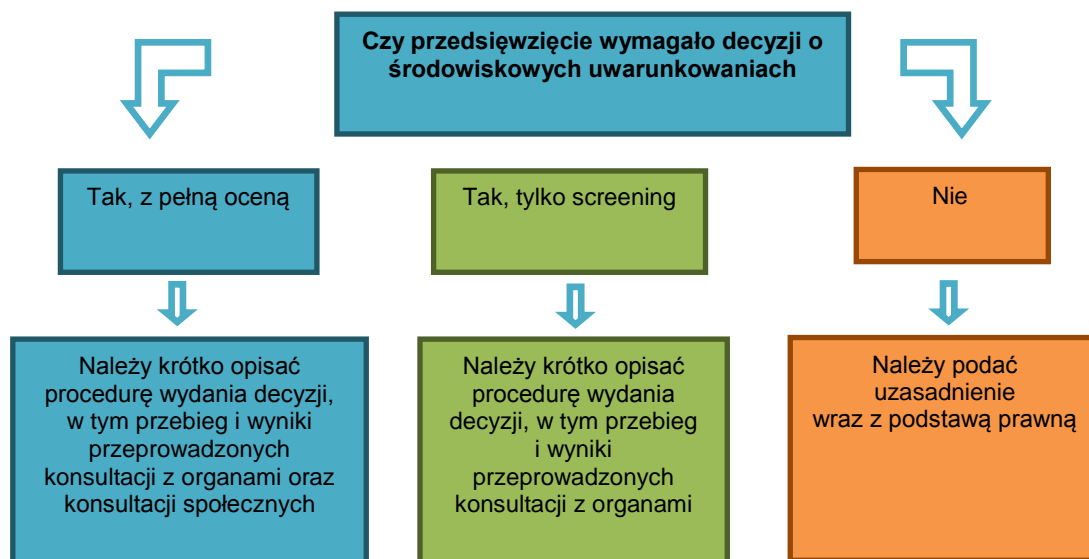 Czy przedsięwzięcie wymagało decyzji o
środowiskowych uwarunkowaniach
Tak, z pełną oceną
Tak, tylko screening
Nie
Należy krótko opisać
procedurę wydania decyzji,
w tym przebieg i wyniki
przeprowadzonych
konsultacji z organami oraz
konsultacji społecznych
Należy krótko opisać
procedurę wydania
decyzji, w tym przebieg
i wyniki
przeprowadzonych
konsultacji z organami
Należy podać
uzasadnienie
wraz z podstawą prawną